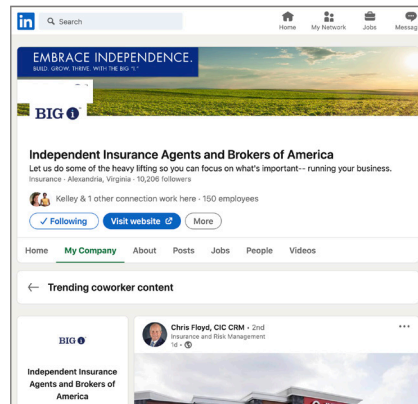 in Search
Home My Network Jobs Messag
EMBRACE INDEPENDENCE.
BUILD. GROW. THRIVE. WITH THE BIG "I."
BIG i
Independent Insurance Agents and Brokers of America
Let us do some of the heavy lifting so you can focus on what's important-- running your business.
Insurance · Alexandria, Virginia · 10,206 followers
Kelley & 1 other connection work here · 150 employees
✓ Following Visit website More
Home My Company About Posts Jobs People Videos
← Trending coworker content
BIG i
Independent Insurance
Agents and Brokers of
America
Chris Floyd, CIC CRM • 2nd
Insurance and Risk Management
1d •